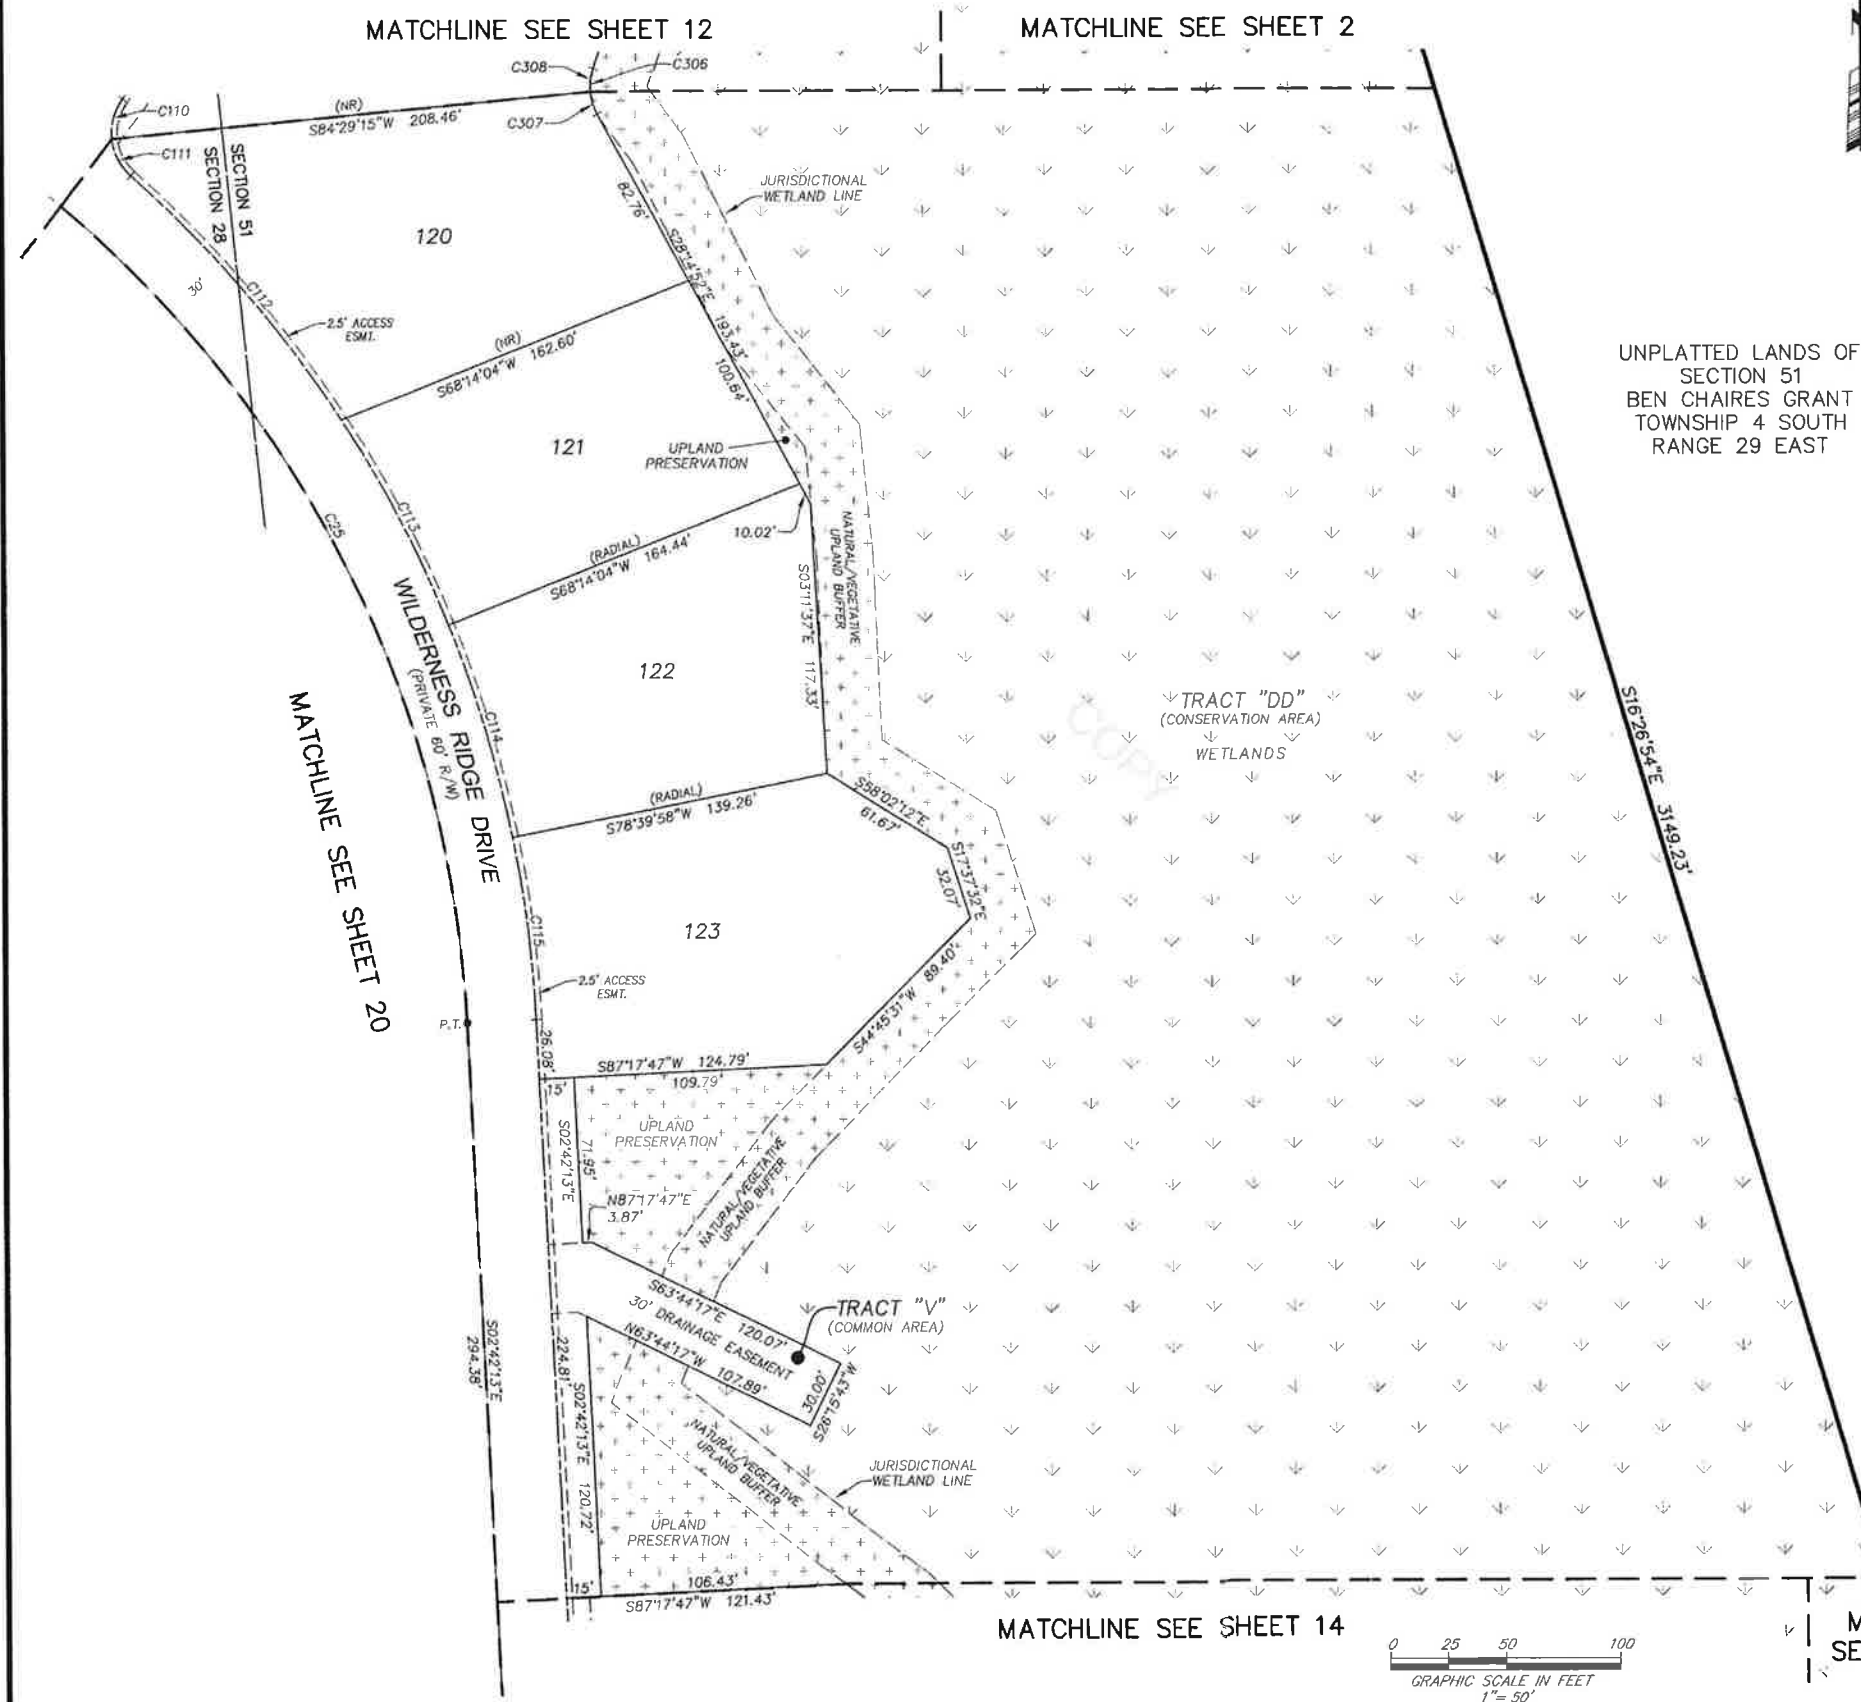 MATCHLINE SEE SHEET 12
MATCHLINE SEE SHEET 2
C308
C306
C110
(NR)
S84°29'15"W 208.46'
C307
C111
SECTION 51
SECTION 28
JURISDICTIONAL
WETLAND LINE
82.76'
120
S28°14'52"E 193.43'
30'
C112
2.5' ACCESS
ESMT.
(NR)
S68°14'04"W 162.60'
100.64'
UNPLATTED LANDS OF
SECTION 51
BEN CHAIRES GRANT
TOWNSHIP 4 SOUTH
RANGE 29 EAST
121
UPLAND
PRESERVATION
C25
C113
10.02'
NATURAL/VEGETATIVE
UPLAND BUFFER
(RADIAL)
S68°14'04"W 164.44'
S03°11'37"E 117.33'
WILDERNESS RIDGE DRIVE
(PRIVATE 60' R/W)
122
C114
MATCHLINE SEE SHEET 20
TRACT "DD"
(CONSERVATION AREA)
WETLANDS
COPY
S16°26'54"E 3149.23'
(RADIAL)
S78°39'58"W 139.26'
S58°02'12"E
61.67'
S17°37'32"E
32.07'
C115
123
2.5' ACCESS
ESMT.
S44°45'31"W 89.40'
P.T.
26.08'
S87°17'47"W 124.79'
109.79'
15'
UPLAND
PRESERVATION
S02°42'13"E
71.95'
NATURAL/VEGETATIVE
UPLAND BUFFER
N87°17'47"E
3.87'
S63°44'17"E 120.07'
30' DRAINAGE EASEMENT
N63°44'17"W 107.89'
TRACT "V"
(COMMON AREA)
30.00'
S26°15'43"W
S02°42'13"E
294.38'
224.81'
S02°42'13"E 120.72'
NATURAL/VEGETATIVE
UPLAND BUFFER
JURISDICTIONAL
WETLAND LINE
UPLAND
PRESERVATION
15'
106.43'
S87°17'47"W 121.43'
MATCHLINE SEE SHEET 14
M
SE
0 25 50 100
GRAPHIC SCALE IN FEET
1"= 50'